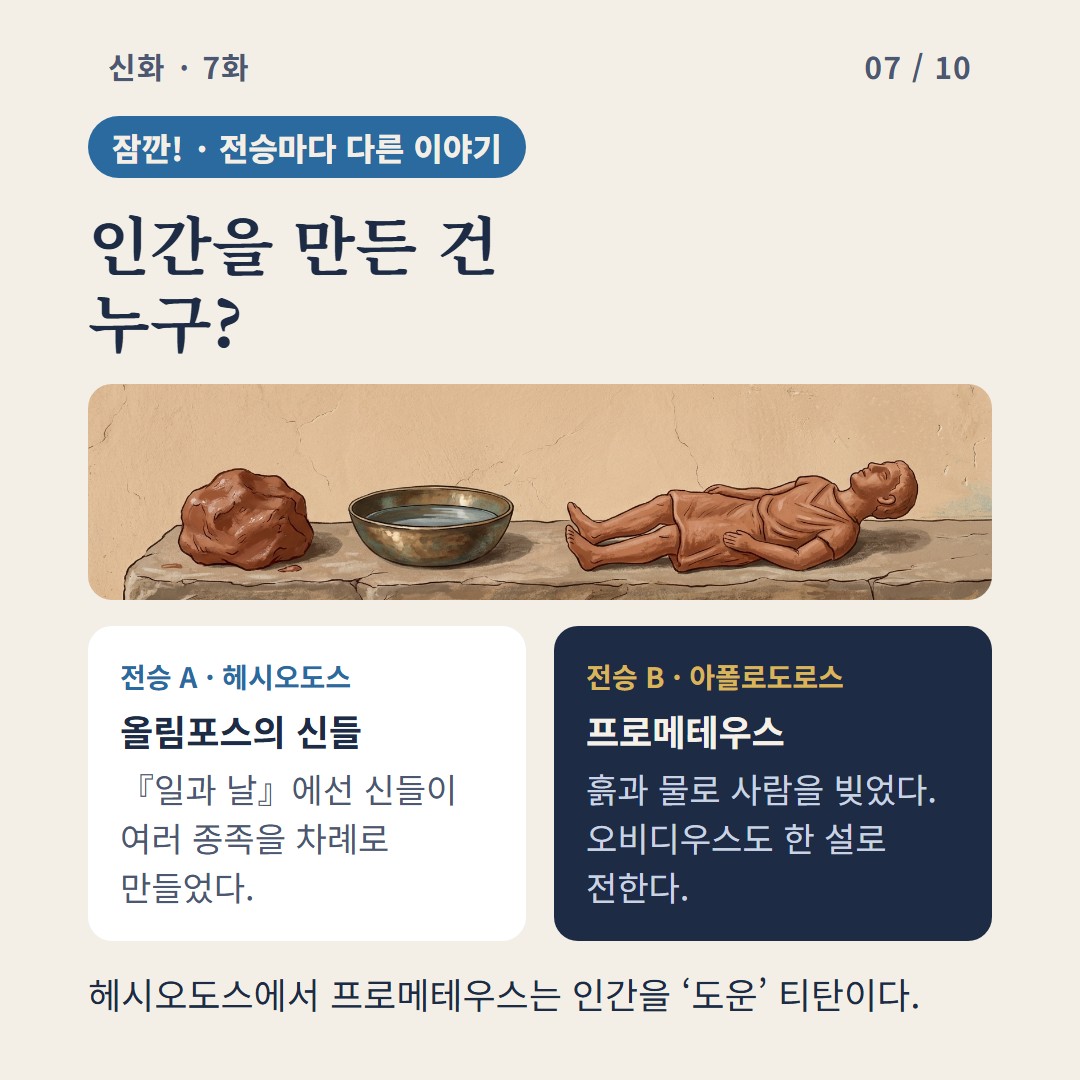 신화 · 7화
07 / 10
잠깐! · 전승마다 다른 이야기
인간을 만든 건
누구?
전승 A · 헤시오도스
올림포스의 신들
『일과 날』에선 신들이
여러 종족을 차례로
만들었다.
전승 B · 아폴로도로스
프로메테우스
흙과 물로 사람을 빚었다.
오비디우스도 한 설로
전한다.
헤시오도스에서 프로메테우스는 인간을 ‘도운’ 티탄이다.